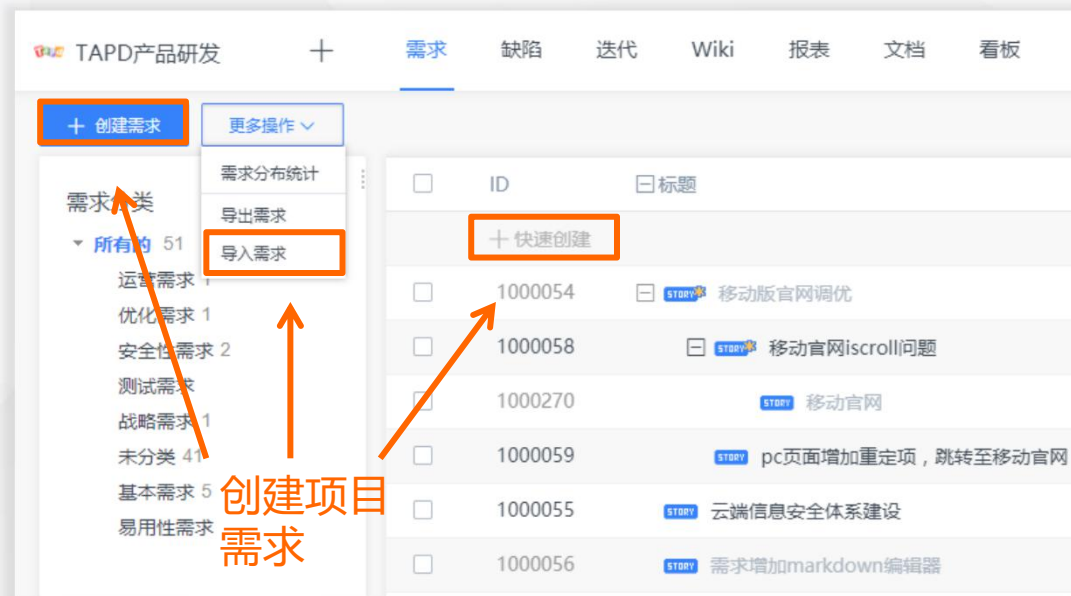 TAPD产品研发 + 需求 缺陷 迭代 Wiki 报表 文档 看板
+ 创建需求 更多操作
需求分布统计
导出需求
导入需求
需求分类
所有的 51
运营需求 1
优化需求 1
安全性需求 2
测试需求
战略需求 1
未分类 41
基本需求 5
易用性需求
创建项目
需求
ID 标题
+ 快速创建
1000054 STORY 移动版官网调优
1000058 STORY 移动官网iscroll问题
1000270 STORY 移动官网
1000059 STORY pc页面增加重定项，跳转至移动官网
1000055 STORY 云端信息安全体系建设
1000056 STORY 需求增加markdown编辑器